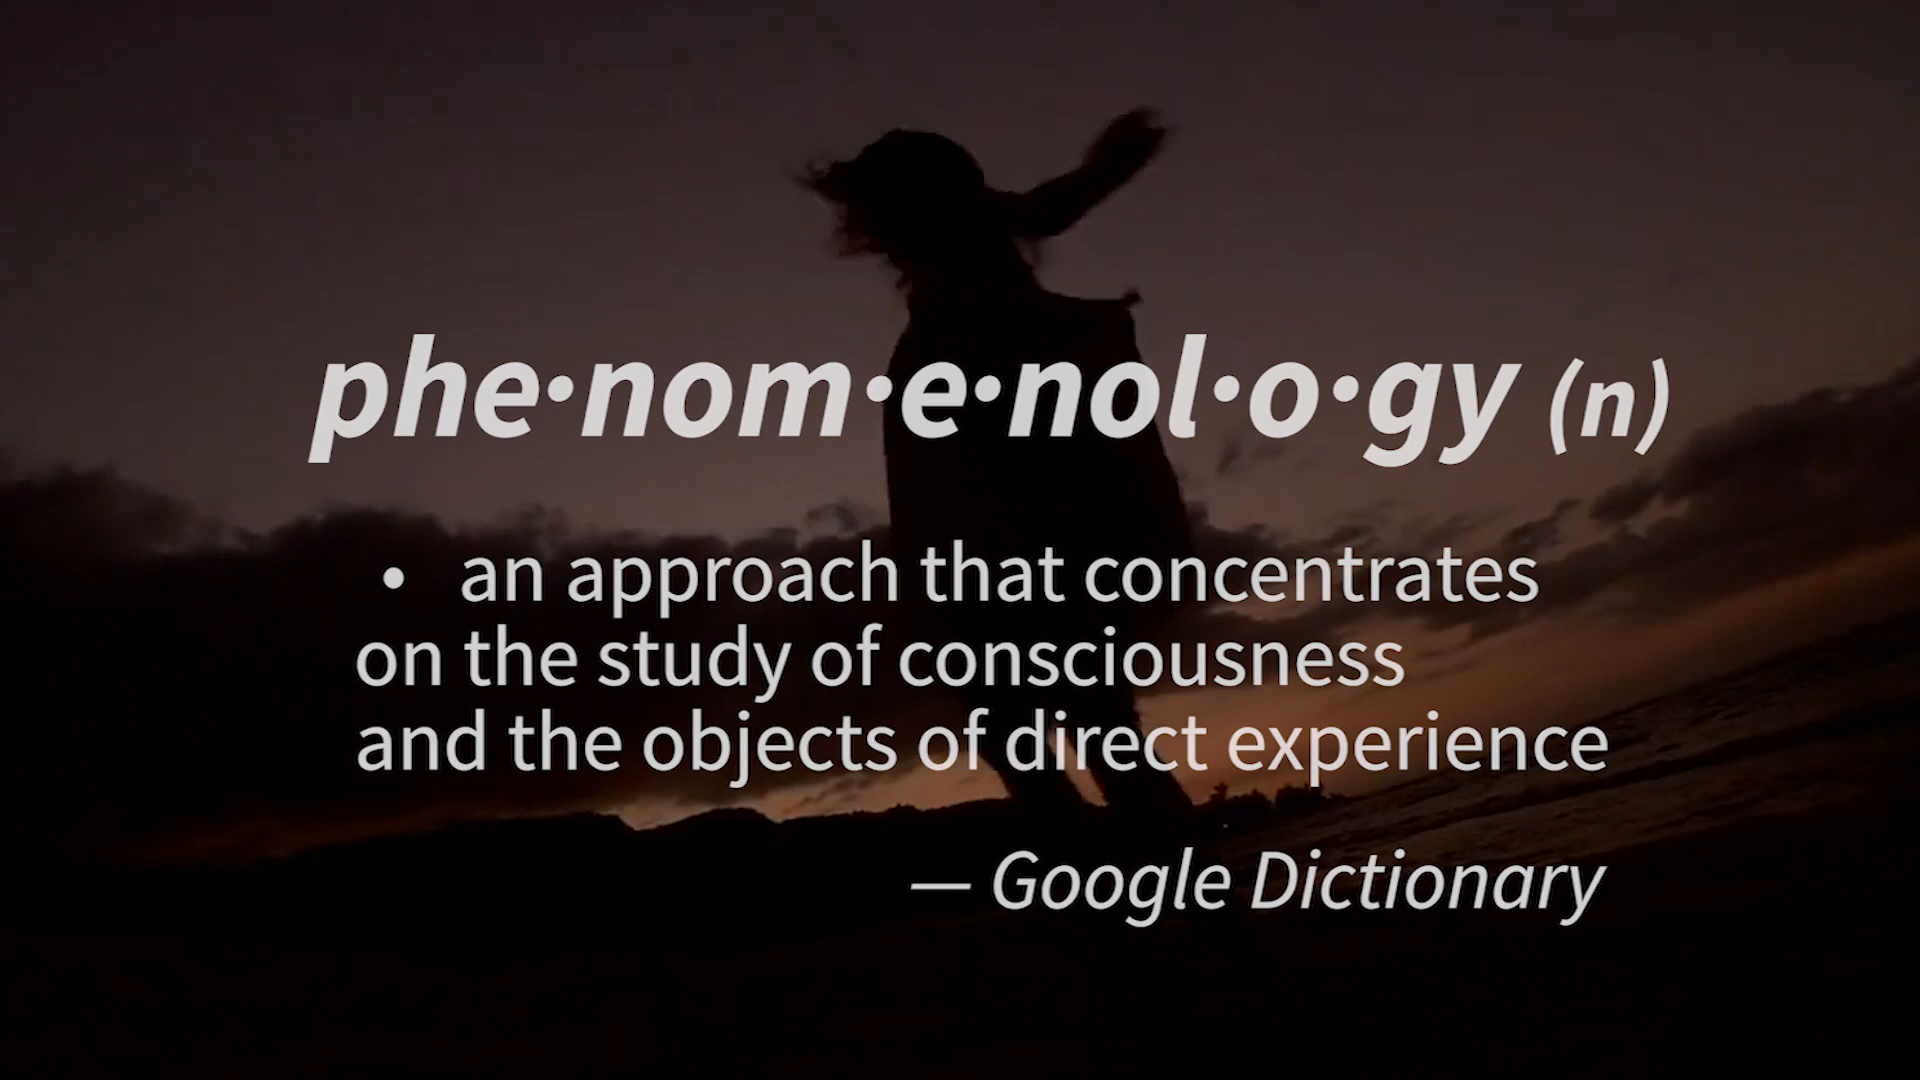 phe·nom·e·nol·o·gy (n)
• an approach that concentrates
on the study of consciousness
and the objects of direct experience
— Google Dictionary